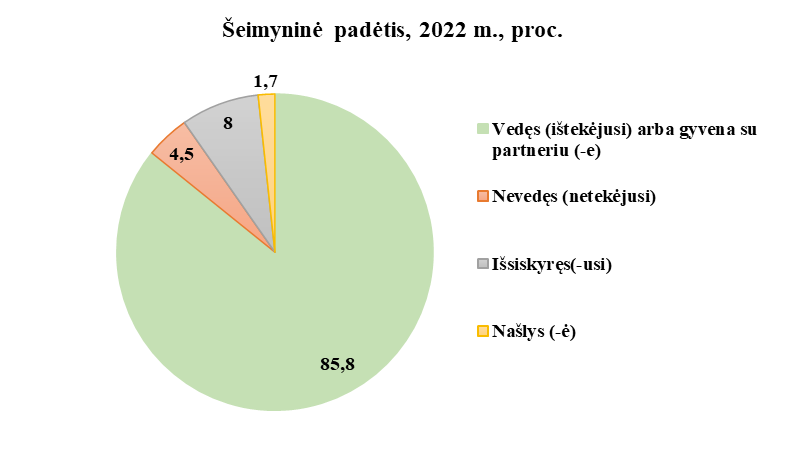 Šeimyninė padėtis, 2022 m., proc.
1,7
8
4,5
85,8
Vedęs (ištekėjusi) arba gyvena su
partneriu (-e)
Nevedęs (netekėjusi)
Išsiskyręs(-usi)
Našlys (-ė)